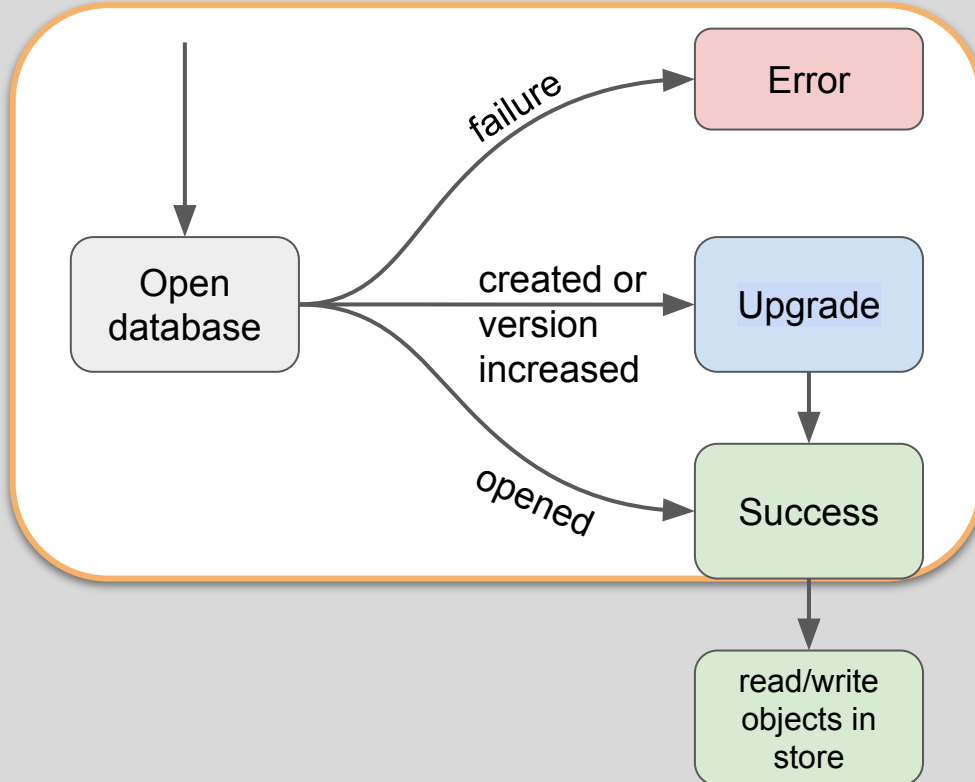 Error
failure
Open
database
created or
version
increased
Upgrade
opened
Success
read/write
objects in
store